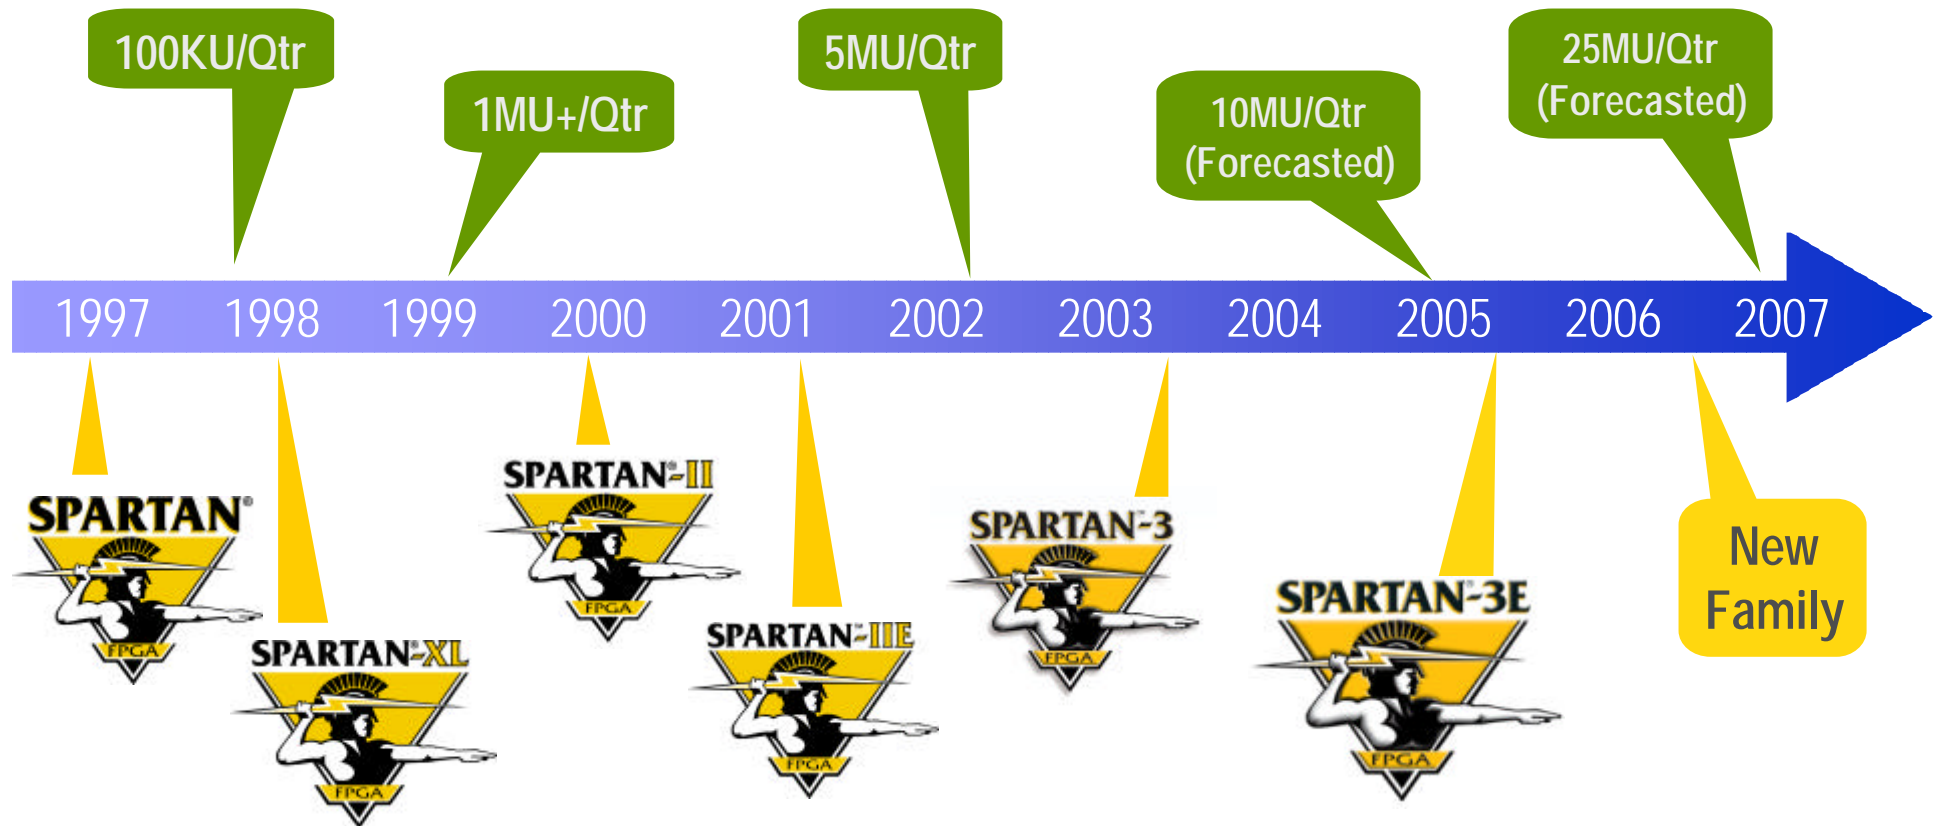 100KU/Qtr
1MU+/Qtr
5MU/Qtr
10MU/Qtr
(Forecasted)
25MU/Qtr
(Forecasted)
1997 1998 1999 2000 2001 2002 2003 2004 2005 2006 2007
SPARTAN®
FPGA
SPARTAN®-XL
FPGA
SPARTAN®-II
FPGA
SPARTAN™-IIE
FPGA
SPARTAN-3
FPGA
SPARTAN-3E
FPGA
New
Family